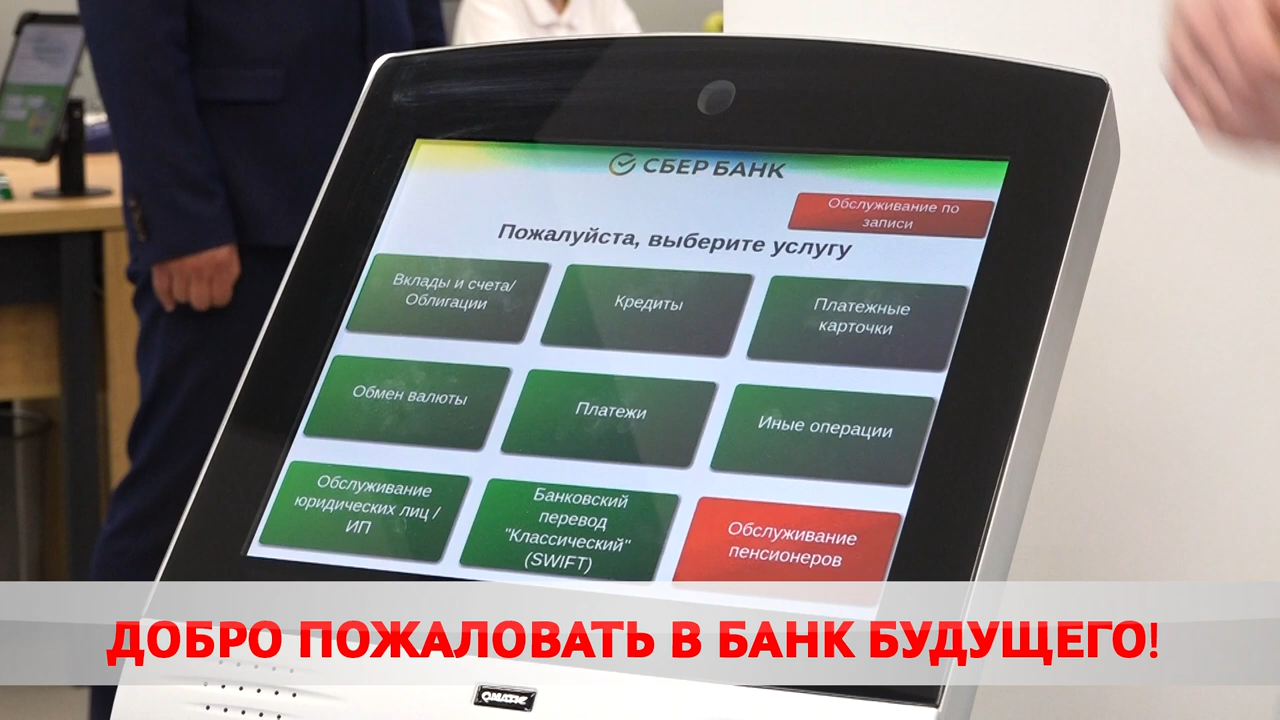 СБЕР БАНК
Обслуживание по
записи
Пожалуйста, выберите услугу
Вклады и счета/
Облигации
Кредиты
Платежные
карточки
Обмен валюты
Платежи
Иные операции
Обслуживание
юридических лиц /
ИП
Банковский
перевод
"Классический"
(SWIFT)
Обслуживание
пенсионеров
ДОБРО ПОЖАЛОВАТЬ В БАНК БУДУЩЕГО!
QMATIC